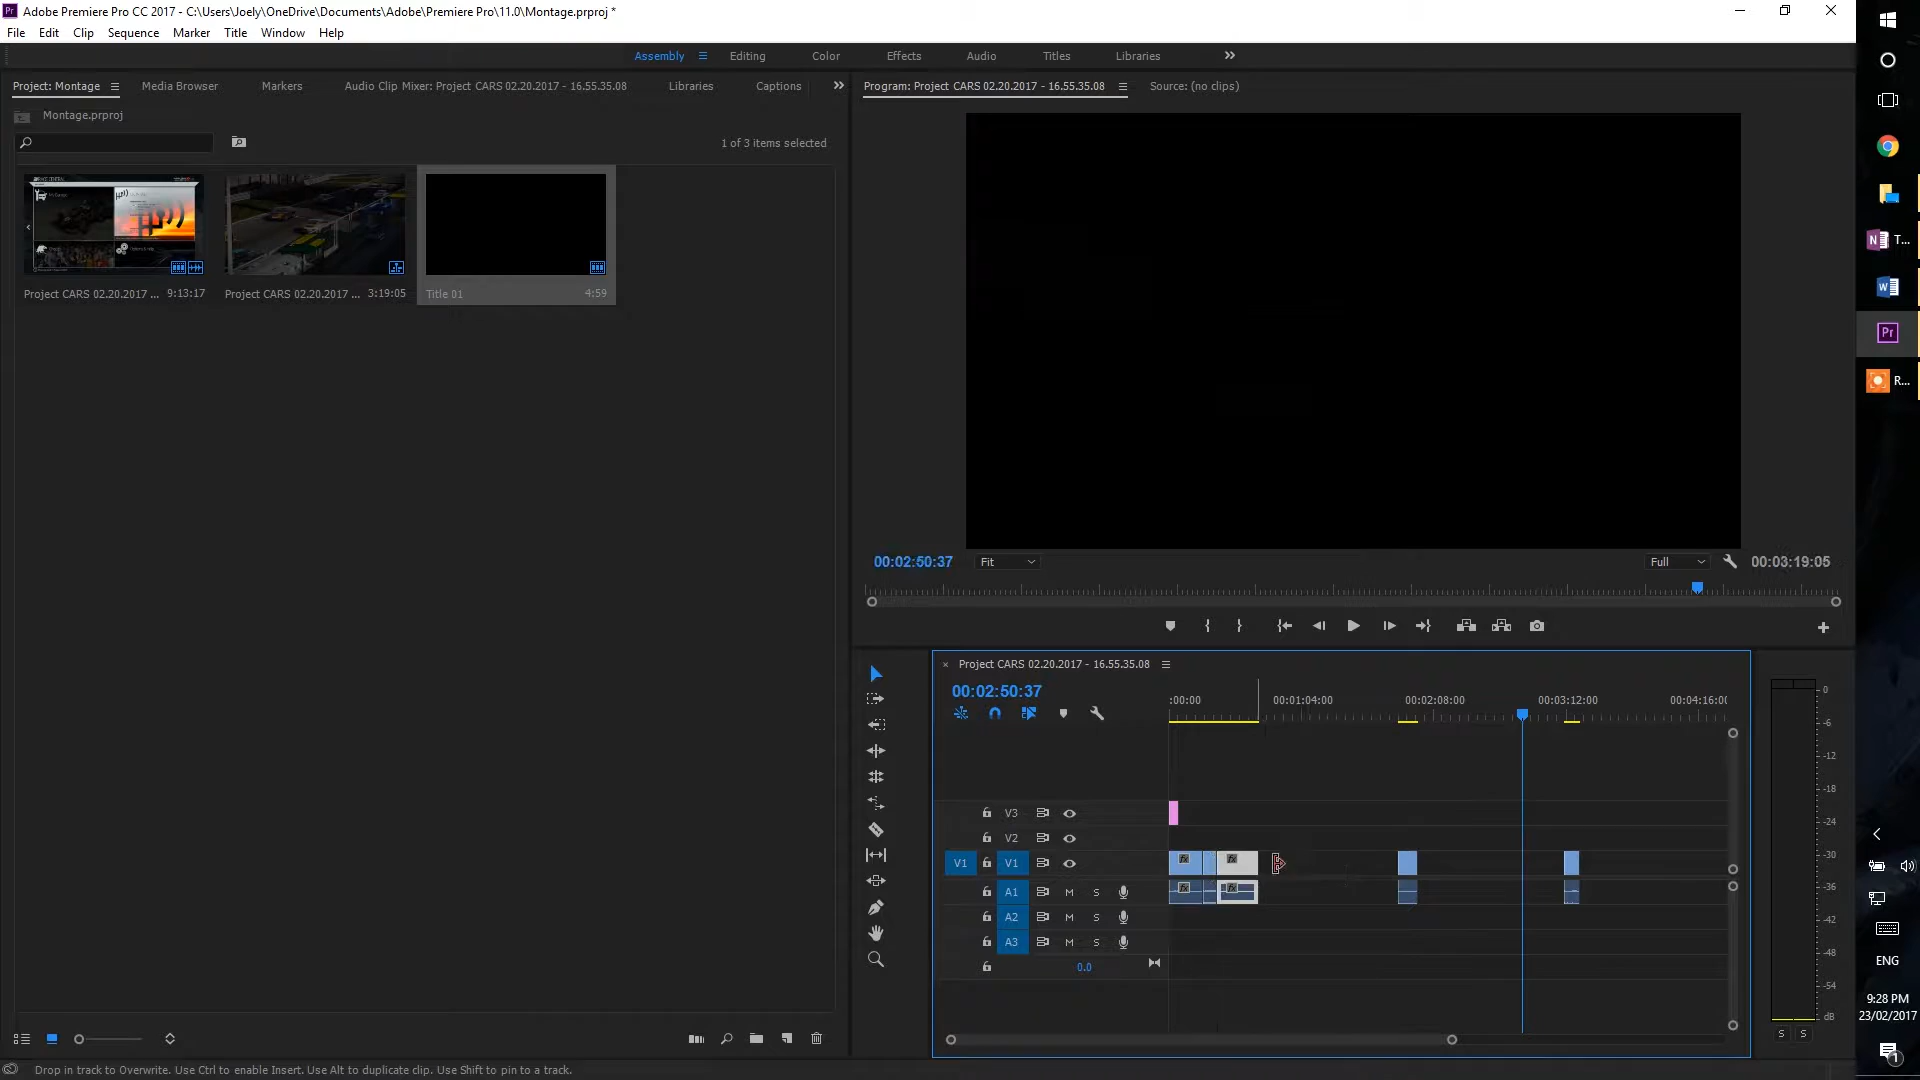 Adobe Premiere Pro CC 2017 - C:\Users\Joely\OneDrive\Documents\Adobe\Premiere Pro\11.0\Montage.prproj *
File Edit Clip Sequence Marker Title Window Help
Assembly Editing Color Effects Audio Titles Libraries
Project: Montage Media Browser Markers Audio Clip Mixer: Project CARS 02.20.2017 - 16.55.35.08 Libraries Captions
Program: Project CARS 02.20.2017 - 16.55.35.08 Source: (no clips)
Montage.prproj
1 of 3 items selected
Project CARS 02.20.2017 ... 9:13:17
Project CARS 02.20.2017 ... 3:19:05
Title 01 4:59
00:02:50:37 Fit Full 00:03:19:05
Project CARS 02.20.2017 - 16.55.35.08
00:02:50:37
:00:00 00:01:04:00 00:02:08:00 00:03:12:00 00:04:16:00
V3
V2
V1 V1
fx fx
A1 M S
fx fx
A2 M S
A3 M S
0.0
0
-6
-12
-18
-24
-30
-36
-42
-48
-54
dB
S S
Drop in track to Overwrite. Use Ctrl to enable Insert. Use Alt to duplicate clip. Use Shift to pin to a track.
N T...
W
Pr
R...
ENG
9:28 PM
23/02/2017
1